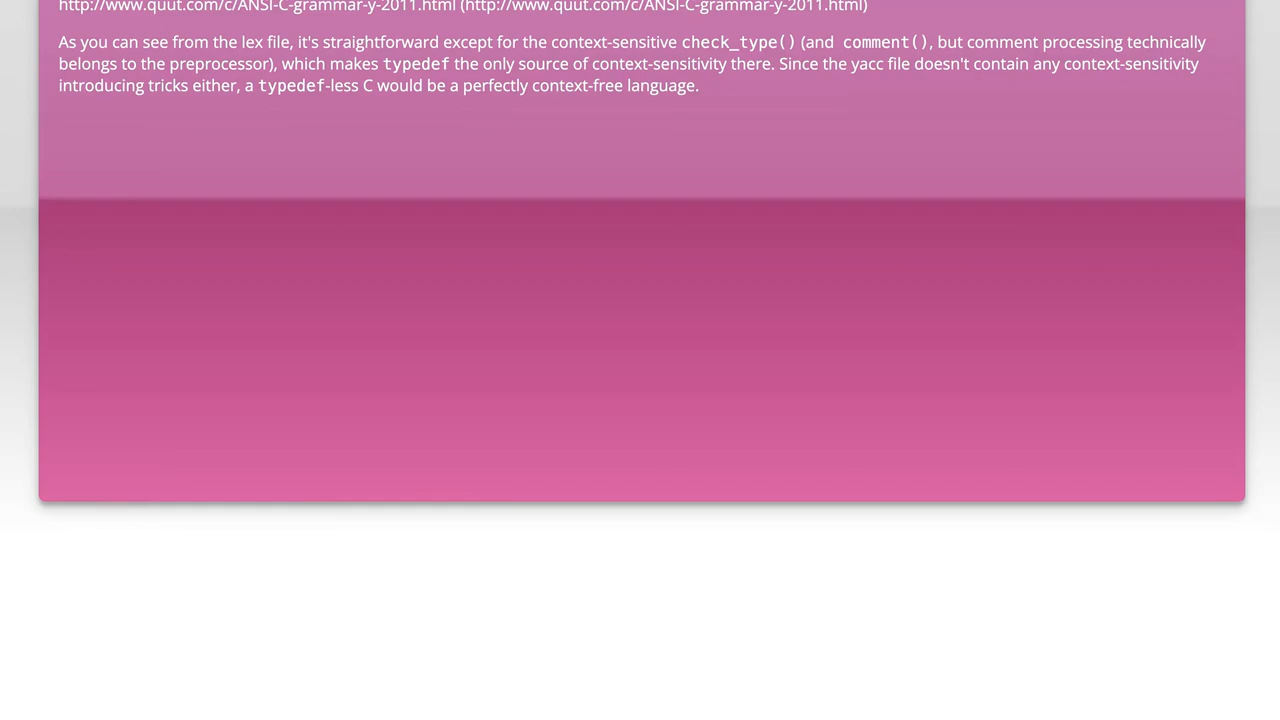 http://www.quut.com/c/ANSI-C-grammar-y-2011.html (http://www.quut.com/c/ANSI-C-grammar-y-2011.html)
As you can see from the lex file, it's straightforward except for the context-sensitive check_type() (and comment(), but comment processing technically
belongs to the preprocessor), which makes typedef the only source of context-sensitivity there. Since the yacc file doesn't contain any context-sensitivity
introducing tricks either, a typedef-less C would be a perfectly context-free language.